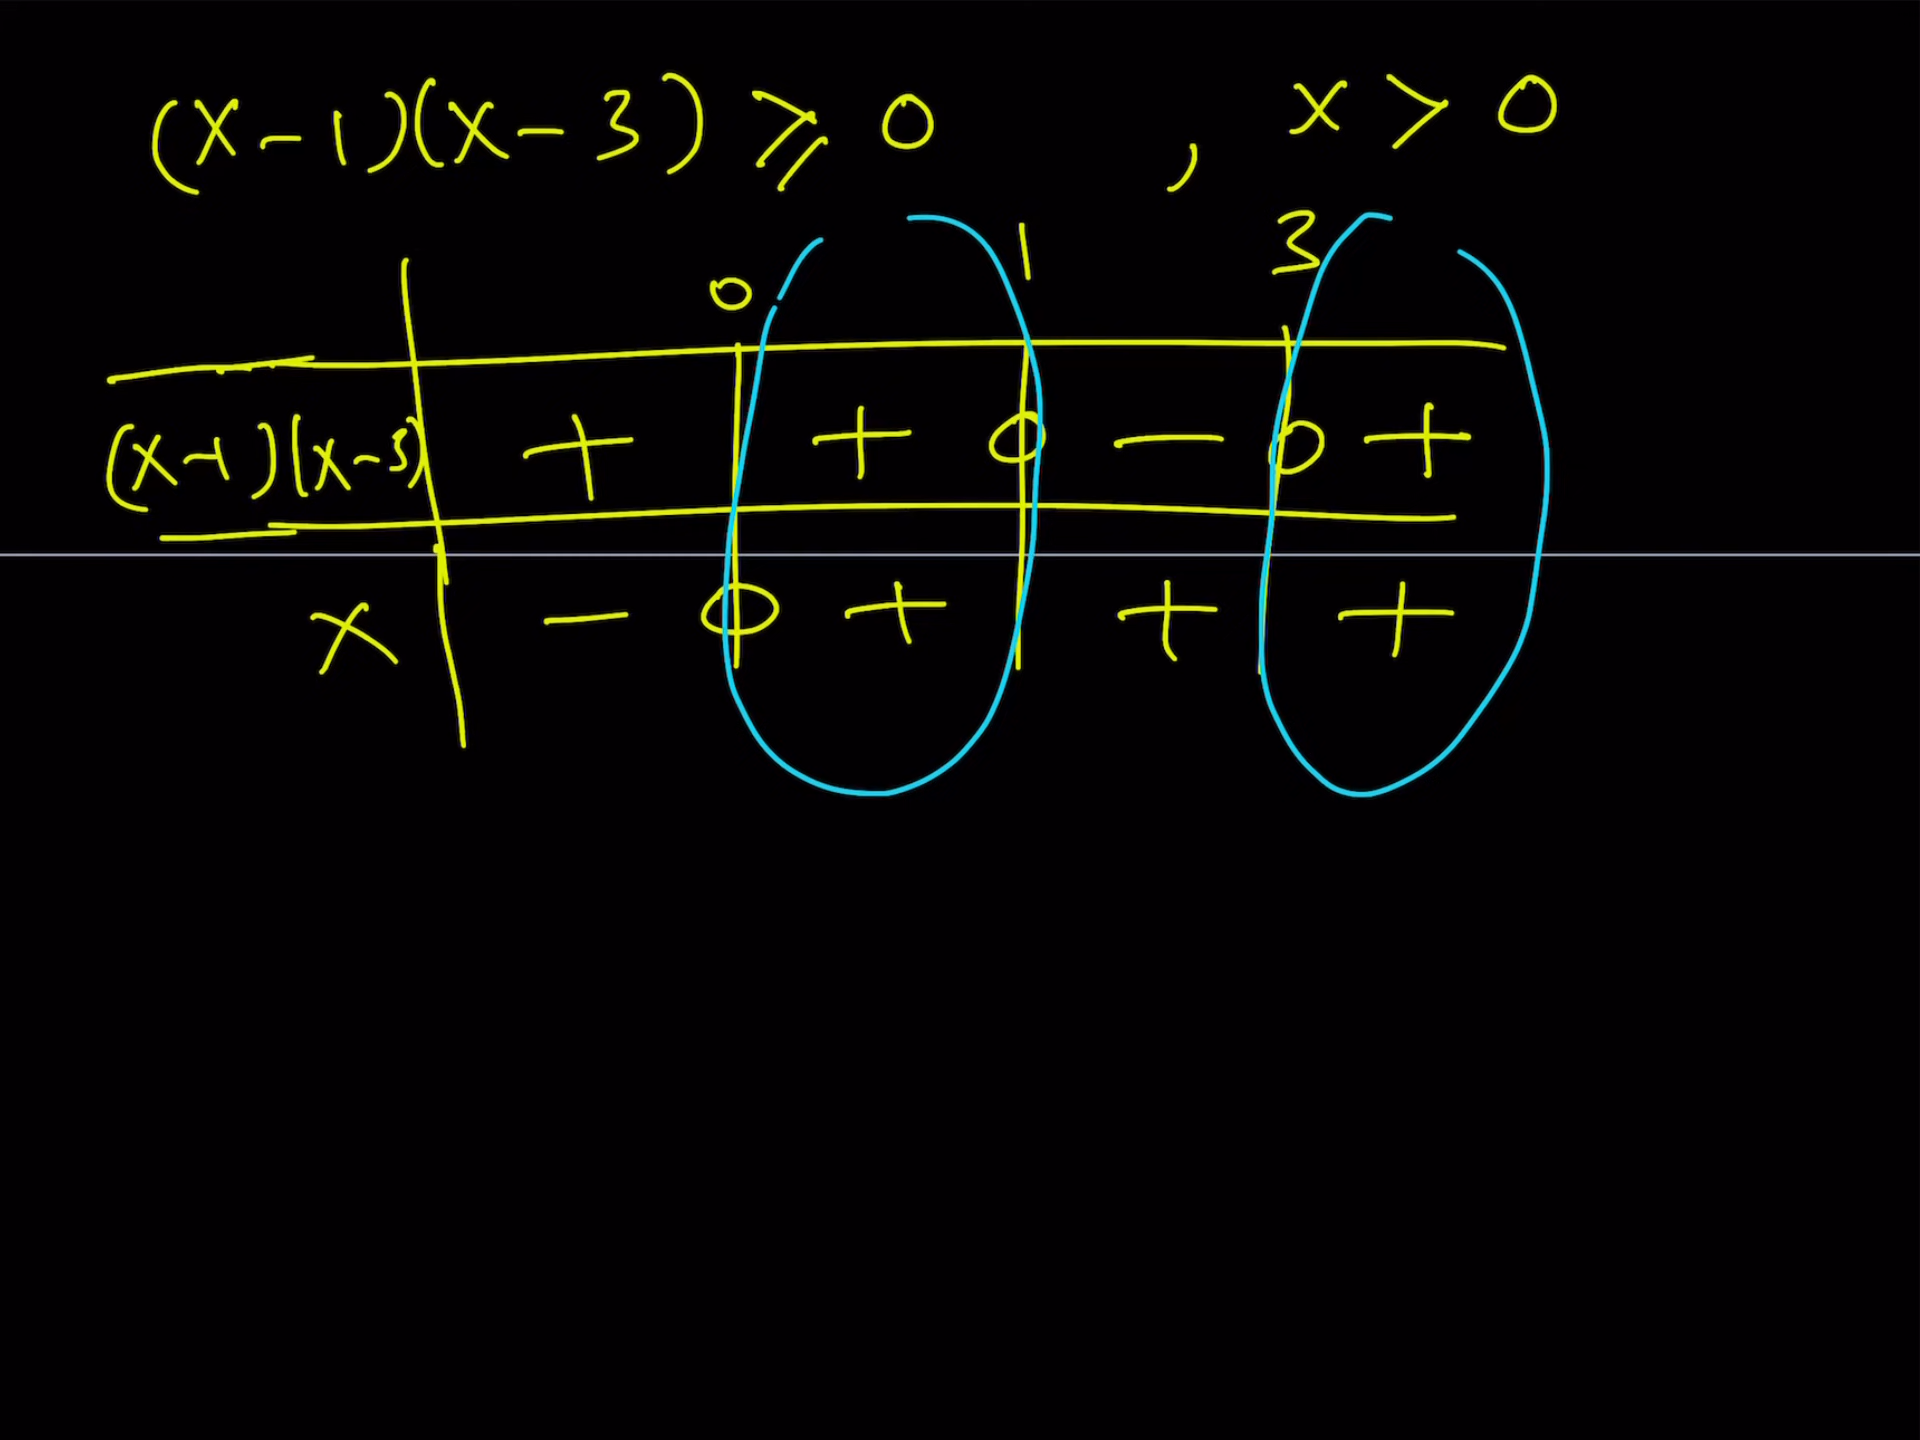 (x-1)(x-3) ⩾ 0 , x > 0
0 1 3
(x-1)(x-3) + + 0 - 0 +
x - 0 + + +